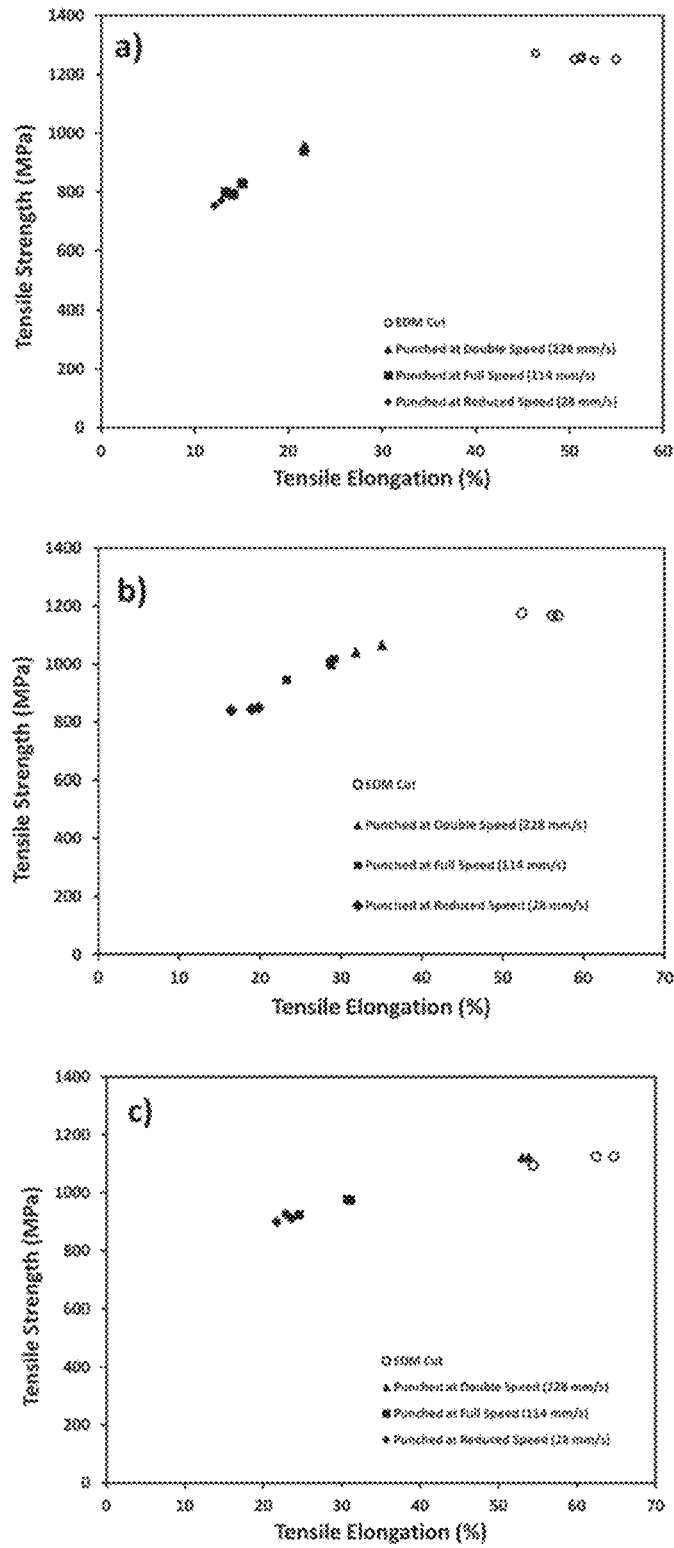 a)
1400
1200
1000
800
600
400
200
0
Tensile Strength (MPa)
EDM Cut
Punched at Double Speed (228 mm/s)
Punched at Full Speed (114 mm/s)
Punched at Reduced Speed (28 mm/s)
0 10 20 30 40 50 60
Tensile Elongation (%)
b)
1400
1200
1000
800
600
400
200
0
Tensile Strength (MPa)
EDM Cut
Punched at Double Speed (228 mm/s)
Punched at Full Speed (114 mm/s)
Punched at Reduced Speed (28 mm/s)
0 10 20 30 40 50 60 70
Tensile Elongation (%)
c)
1400
1200
1000
800
600
400
200
0
Tensile Strength (MPa)
EDM Cut
Punched at Double Speed (228 mm/s)
Punched at Full Speed (114 mm/s)
Punched at Reduced Speed (28 mm/s)
0 10 20 30 40 50 60 70
Tensile Elongation (%)